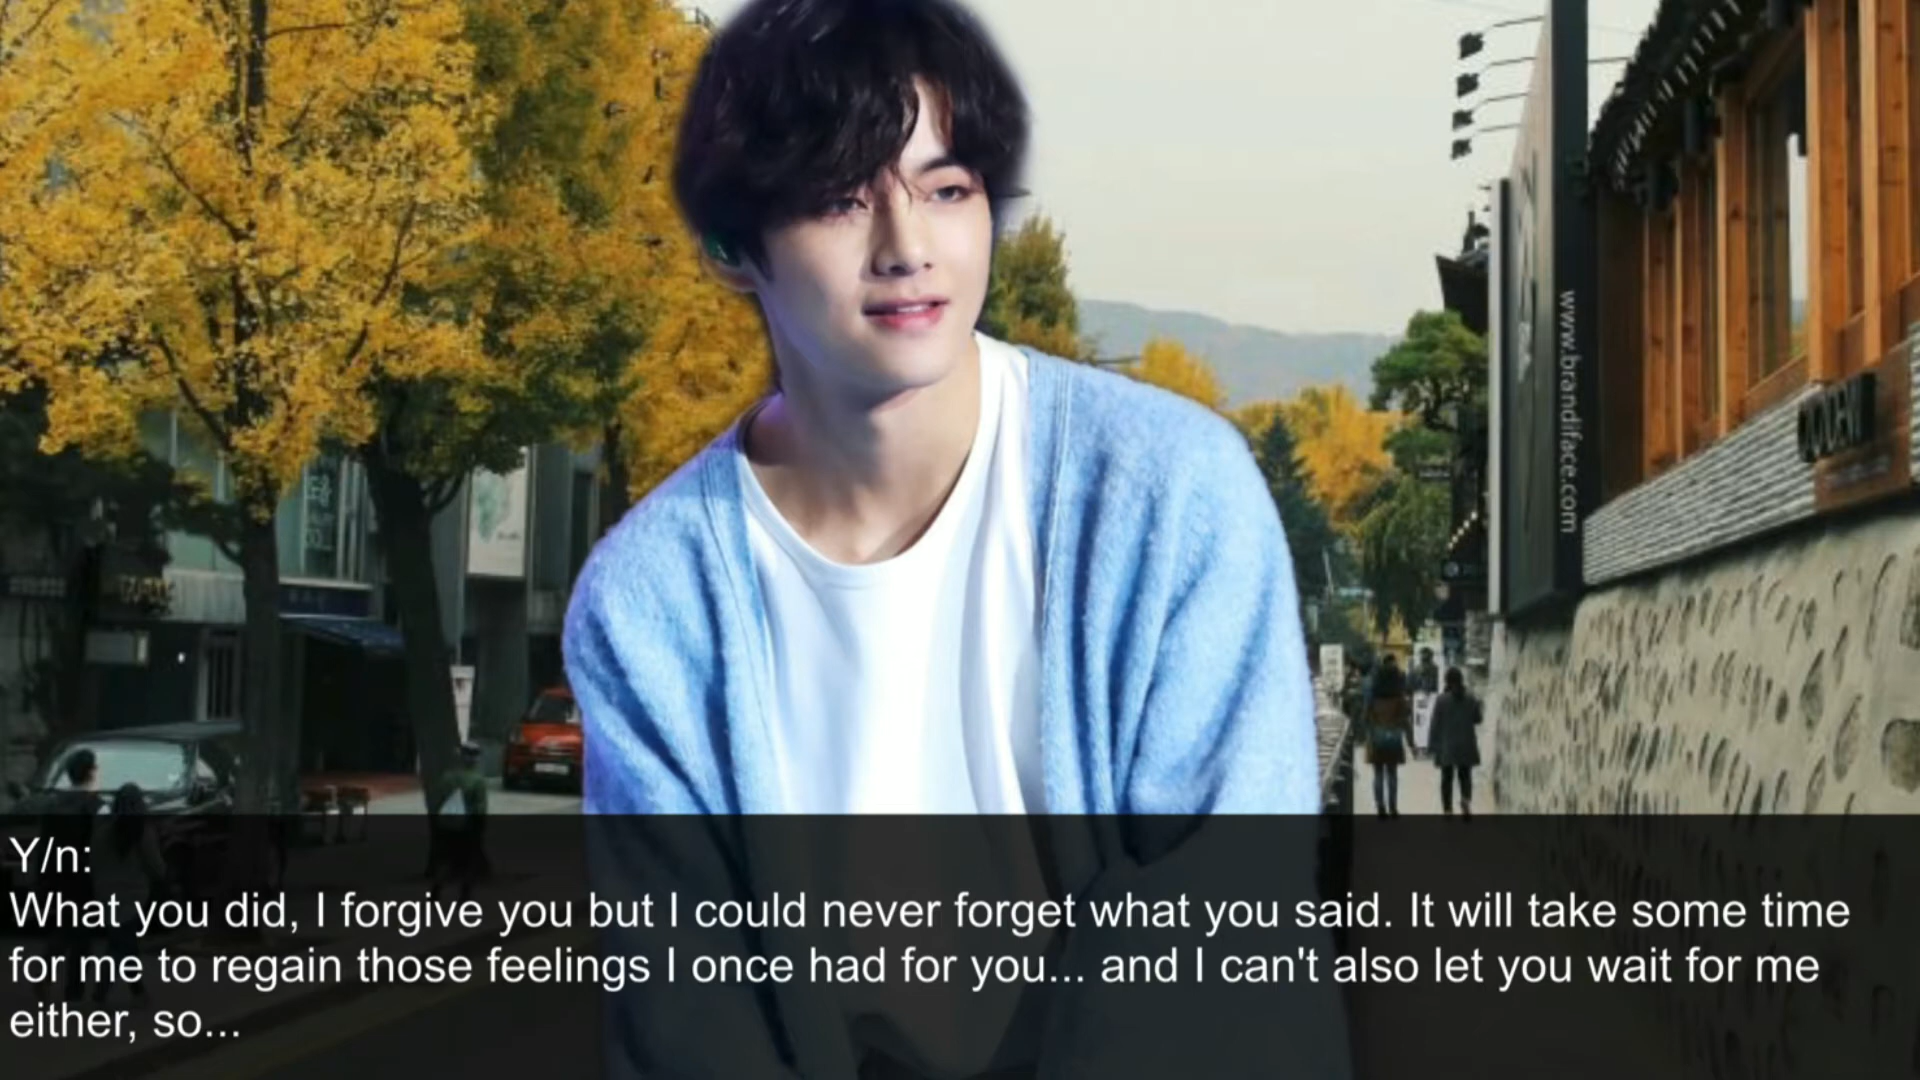 www.brandiface.com
Y/n:
What you did, I forgive you but I could never forget what you said. It will take some time
for me to regain those feelings I once had for you... and I can't also let you wait for me
either, so...